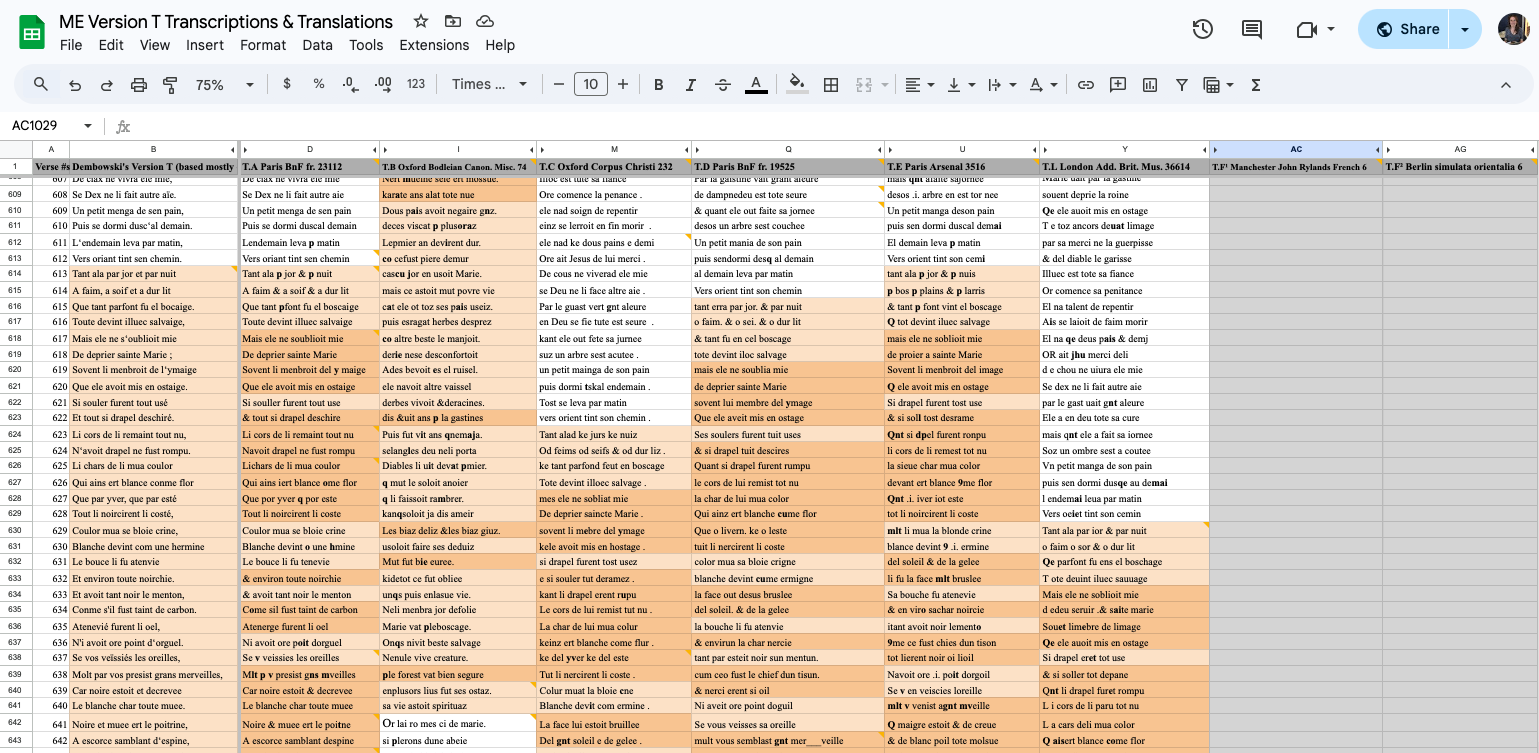 ME Version T Transcriptions & Translations
File Edit View Insert Format Data Tools Extensions Help
Share
75% $ % .0 .00 123 Times ... 10 B I A
AC1029
A B D I M Q U Y AC AG
1 Verse #s Dembowski's Version T (based mostly T.A Paris BnF fr. 23112 T.B Oxford Bodleian Canon. Misc. 74 T.C Oxford Corpus Christi 232 T.D Paris BnF fr. 19525 T.E Paris Arsenal 3516 T.L London Add. Brit. Mus. 36614 T.F¹ Manchester John Rylands French 6 T.F² Berlin simulata orientalia 6
609 608 Se Dex ne li fait autre aïe. Se Dex ne li fait autre aie karate ans alat tote nue Ore comence la penance . de dampnedeu est tote seure desos .i. arbre en est tor nee souent deprie la roine
610 609 Un petit menga de sen pain, Un petit menga de sen pain Dous pais avoit negaire gnz. ele nad soign de repentir & quant ele out faite sa jornee Un petit manga deson pain Qe ele auoit mis en ostage
611 610 Puis se dormi dusc'al demain. Puis se dormi duscal demain deces viscat p plusoraz einz se lerroit en fin morir . desos un arbre sest couchee puis sen dormi duscal demai T e toz ancors deuat limage
612 611 L'endemain leva par matin, Lendemain leva p matin Lepmier an devirent dur. ele nad ke dous pains e demi Un petit mania de son pain El demain leva p matin par sa merci ne la guerpisse
613 612 Vers oriant tint sen chemin. Vers oriant tint sen chemin co cefust piere demur Ore ait Jesus de lui merci . puis sendormi desq al demain Vers orient tint son cemi & del diable le garisse
614 613 Tant ala par jor et par nuit Tant ala p jor & p nuit cascu jor en usoit Marie. De cous ne viverad ele mie al demain leva par matin tant ala p jor & p nuis Illuec est tote sa fiance
615 614 A faim, a soif et a dur lit A faim & a soif & a dur lit mais ce astoit mut povre vie se Deu ne li face altre aie . Vers orient tint son chemin p bos p plains & p larris Or comence sa penitance
616 615 Que tant parfont fu el bocaige. Que tant pfont fu el boscaige cat ele ot toz ses pais useiz. Par le guast vert gnt aleure tant erra par jor. & par nuit & tant p font vint el boscage El na talent de repentir
617 616 Toute devint illuec salvaige, Toute devint illuec salvaige puis esragat herbes desprez en Deu se fie tute est seure . o faim. & o sei. & o dur lit Q tot devint iluec salvage Ais se laioit de faim morir
618 617 Mais ele ne s'oublioit mie Mais ele ne soublioit mie co altre beste le manjoit. kant ele out fete sa jurnee & tant fu en cel boscage mais ele ne soblioit mie El na qe deus pais & demj
619 618 De deprier sainte Marie ; De deprier sainte Marie derie nese desconfortoit suz un arbre sest acutee . tote devint iloc salvage de proier a sainte Marie OR ait jhu merci deli
620 619 Sovent li menbroit de l'ymaige Sovent li menbroit del y maige Ades bevoit es el ruisel. un petit mainga de san pain mais ele ne soublia mie Sovent li menbroit del image d e chou ne uiura ele mie
621 620 Que ele avoit mis en ostaige. Que ele avoit mis en ostaige ele navoit altre vaissel puis dormi tskal endemain . de deprier sainte Marie Q ele avoit mis en ostage Se dex ne li fait autre aie
622 621 Si souller furent tout usé Si souller furent tout use derbes vivoit &deracines. Tost se leva par matin sovent lui membre del ymage Si drapel furent tost use par le gast uait gnt aleure
623 622 Et tout si drapel deschiré. & tout si drapel deschire dis &uit ans p la gastines vers orient tint son chemin . Que ele aveit mis en ostage & si soll tost desrame Ele a en deu tote sa cure
624 623 Li cors de li remaint tout nu, Li cors de li remaint tout nu Puis fut vit ans qnemaja. Tant alad ke jurs ke nuiz Ses soulers furent tuit uses Qnt si dpel furent ronpu mais qnt ele a fait sa iornee
625 624 N'avoit drapel ne fust rompu. Navoit drapel ne fust rompu selangles deu neli porta Od feims od seifs & od dur liz . & si drapels tuit descires li cors de li remest tot nu Soz un ombre sest a coutee
626 625 Li chars de li mua coulor Lichars de li mua coulor Diables li uit devat pmier. ke tant parfond feut en boscage Quant si drapel furent rumpu la sieue char mua color Vn petit manga de son pain
627 626 Qui ains ert blance conme flor Qui ains iert blance ome flor q mut le soloit anoier Tote devint illoec salvage . le cors de lui remist tot nu devant ert blance 9me flor puis sen dormi dusqe au demai
628 627 Que par yver, que par esté Que por yver q por este q li faissoit rambrer. mes ele ne sobliat mie la char de lui mua color Qnt .i. iver iot este l endemai leua par matin
629 628 Tout li noircirent li costé, Tout li noircirent li coste kanqsoloit ja dis ameir De deprier saincte Marie . Qui ainz ert blanche cume flor tot li noircirent li coste Vers oeiet tint son cemin
630 629 Coulor mua se bloie crine, Coulor mua se bloie crine Les biaz deliz &les biaz giuz. sovent li mebre del ymage Que o livern. ke o leste mlt li mua la blonde crine Tant ala par ior & par nuit
631 630 Blanche devint com une hermine Blanche devint o une hmine usoloit faire ses deduiz kele avoit mis en hostage . tuit li nercirent li coste blance devint 9 .i. ermine o faim o sor & o dur lit
632 631 Le bouce li fu atenvie Le bouce li fu tenevie Mut fut bie euree. si drapel furent tost usez color mua sa bloie crigne del soleil & de la gelee Qe parfont fu ens el boschage
633 632 Et environ toute noirchie. & environ toute noirchie kidetot ce fut obliee e si souler tut deramez . blanche devint cume ermigne li fu la face mlt bruslee T ote deuint iluec sauuage
634 633 Et avoit tant noir le menton, & avoit tant noir le menton unqs puis enlasue vie. kant li drapel erent rupu la face out desus bruslee Sa bouche fu atenevie Mais ele ne soblioit mie
635 634 Conme s'il fust taint de carbon. Come sil fust taint de carbon Neli menbra jor defolie Le cors de lui remist tut nu . del soleil. & de la gelee & en viro sachar noircie d edeu seruir .& saite marie
636 635 Atenevié furent li oel, Atenerge furent li oel Marie vat pleboscage. La char de lui mua colur la bouche li fu atenvie itant avoit noir lemento Souet limebre de limage
637 636 N'i avoit ore point d'orguel. Ni avoit ore poit dorguel Onqs nivit beste salvage keinz ert blanche come flur . & envirun la char nercie 9me ce fust chies dun tison Qe ele auoit mis en ostage
638 637 Se vos veïssiés les oreilles, Se v veissies les oreilles Nenule vive creature. ke del yver ke del este tant par esteit noir sun mentun. tot lierent noir oi lioil Si drapel eret tot use
639 638 Molt par vos presist grans merveilles, Mlt p v presist gns mveilles ple forest vat bien segure Tut li nercirent li coste . cum ceo fust le chief dun tisun. Navoit ore .i. poit dorgoil & si soller tot depane
640 639 Car noire estoit et decrevee Car noire estoit & decrevee enplusors lius fut ses ostaz. Colur muat la bloie cne & nerci erent si oil Se v en veiscies loreille Qnt li drapel furet rompu
641 640 Le blanche char toute muee. Le blanche char toute muee sa vie astoit spirituaz Blanche devit com ermine . Ni aveit ore point doguil mlt v venist agnt mveille L i cors de li paru tot nu
642 641 Noire et muee ert le poitrine, Noire & muee ert le poitne Or lai ro mes ci de marie. La face lui estoit bruillee Se vous veisses sa oreille Q maigre estoit & de creue L a cars deli mua color
643 642 A escorce samblant d'espine, A escorce samblant despine si plerons dune abeie Del gnt soleil e de gelee . mult vous semblast gnt mer___veille & de blanc poil tote molsue Q aisert blance come flor